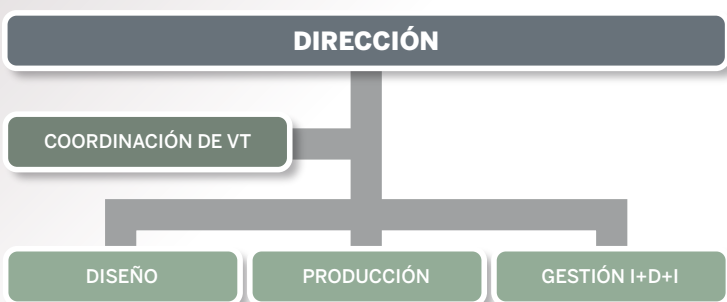 DIRECCIÓN
COORDINACIÓN DE VT
DISEÑO
PRODUCCIÓN
GESTIÓN I+D+I